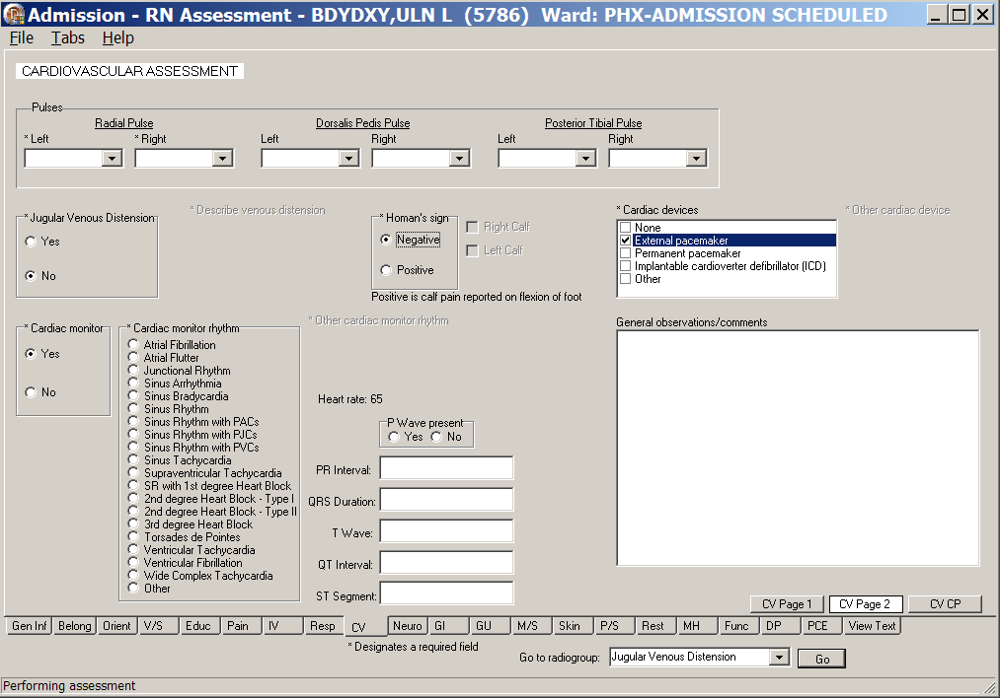 Admission - RN Assessment - BDYDXY,ULN L (5786) Ward: PHX-ADMISSION SCHEDULED
File Tabs Help
CARDIOVASCULAR ASSESSMENT
Pulses
Radial Pulse Dorsalis Pedis Pulse Posterior Tibial Pulse
* Left * Right Left Right Left Right
* Jugular Venous Distension
Yes
No
* Describe venous distension
* Homan's sign
Negative
Positive
Right Calf
Left Calf
Positive is calf pain reported on flexion of foot
* Cardiac devices
None
External pacemaker
Permanent pacemaker
Implantable cardioverter defibrillator (ICD)
Other
* Other cardiac device
* Cardiac monitor
Yes
No
* Cardiac monitor rhythm
Atrial Fibrillation
Atrial Flutter
Junctional Rhythm
Sinus Arrhythmia
Sinus Bradycardia
Sinus Rhythm
Sinus Rhythm with PACs
Sinus Rhythm with PJCs
Sinus Rhythm with PVCs
Sinus Tachycardia
Supraventricular Tachycardia
SR with 1st degree Heart Block
2nd degree Heart Block - Type I
2nd degree Heart Block - Type II
3rd degree Heart Block
Torsades de Pointes
Ventricular Tachycardia
Ventricular Fibrillation
Wide Complex Tachycardia
Other
* Other cardiac monitor rhythm
Heart rate: 65
P Wave present
Yes No
PR Interval:
QRS Duration:
T Wave:
QT Interval:
ST Segment:
General observations/comments
CV Page 1 CV Page 2 CV CP
Gen Inf Belong Orient V/S Educ Pain IV Resp CV Neuro GI GU M/S Skin P/S Rest MH Func DP PCE View Text
* Designates a required field
Go to radiogroup: Jugular Venous Distension Go
Performing assessment